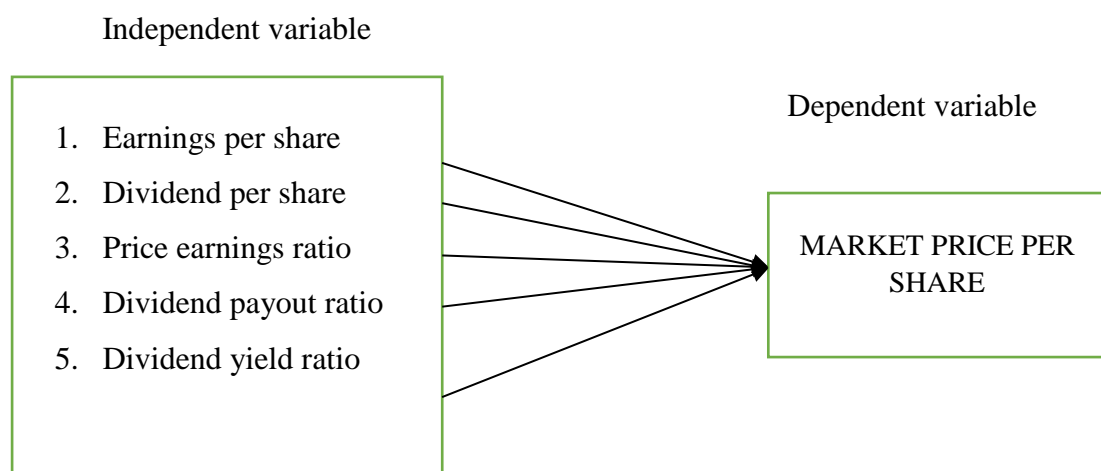 Independent variable
Dependent variable
1. Earnings per share
2. Dividend per share
3. Price earnings ratio
4. Dividend payout ratio
5. Dividend yield ratio
MARKET PRICE PER
SHARE